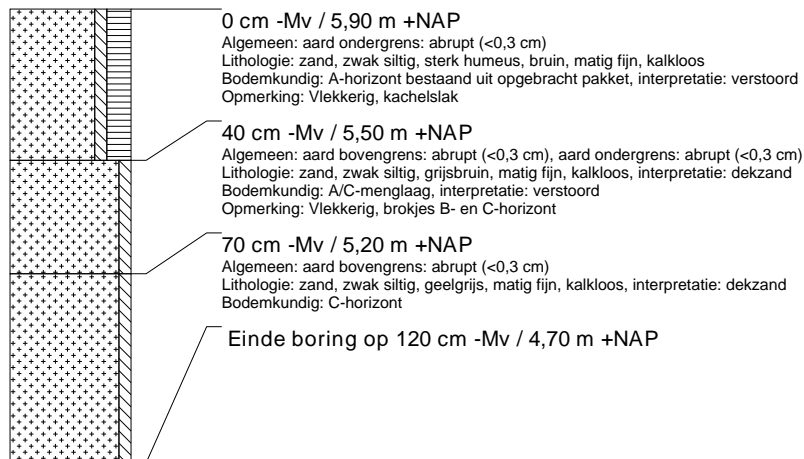 0 cm -Mv / 5,90 m +NAP
Algemeen: aard ondergrens: abrupt (<0,3 cm)
Lithologie: zand, zwak siltig, sterk humeus, bruin, matig fijn, kalkloos
Bodemkundig: A-horizont bestaand uit opgebracht pakket, interpretatie: verstoord
Opmerking: Vlekkerig, kachelslak
40 cm -Mv / 5,50 m +NAP
Algemeen: aard bovengrens: abrupt (<0,3 cm), aard ondergrens: abrupt (<0,3 cm)
Lithologie: zand, zwak siltig, grijsbruin, matig fijn, kalkloos, interpretatie: dekzand
Bodemkundig: A/C-menglaag, interpretatie: verstoord
Opmerking: Vlekkerig, brokjes B- en C-horizont
70 cm -Mv / 5,20 m +NAP
Algemeen: aard bovengrens: abrupt (<0,3 cm)
Lithologie: zand, zwak siltig, geelgrijs, matig fijn, kalkloos, interpretatie: dekzand
Bodemkundig: C-horizont
Einde boring op 120 cm -Mv / 4,70 m +NAP